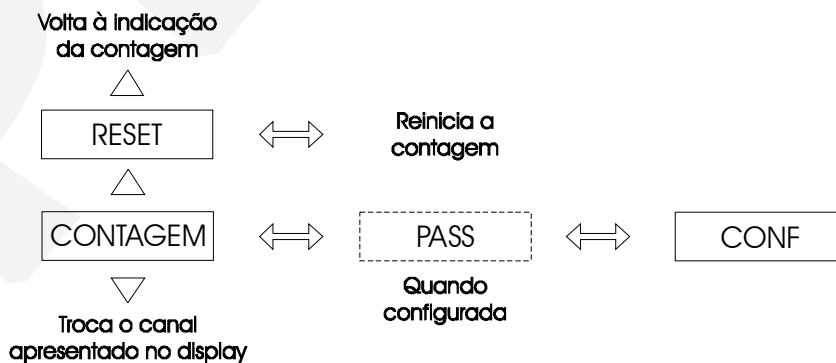 Volta à indicação
da contagem
RESET
Reinicia a
contagem
CONTAGEM
PASS
CONF
Quando
configurada
Troca o canal
apresentado no display